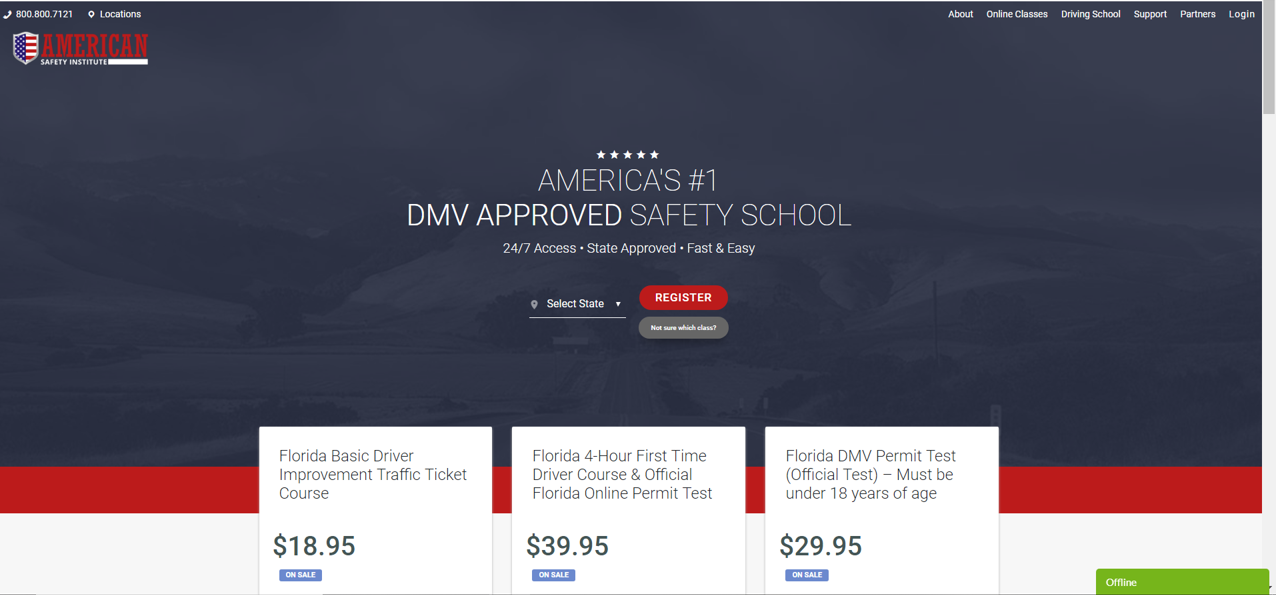 800.800.7121 Locations About Online Classes Driving School Support Partners Login
AMERICAN
SAFETY INSTITUTE
AMERICA'S #1
DMV APPROVED SAFETY SCHOOL
24/7 Access • State Approved • Fast & Easy
Select State
REGISTER
Not sure which class?
Florida Basic Driver
Improvement Traffic Ticket
Course
$18.95
ON SALE
Florida 4-Hour First Time
Driver Course & Official
Florida Online Permit Test
$39.95
ON SALE
Florida DMV Permit Test
(Official Test) – Must be
under 18 years of age
$29.95
ON SALE
Offline